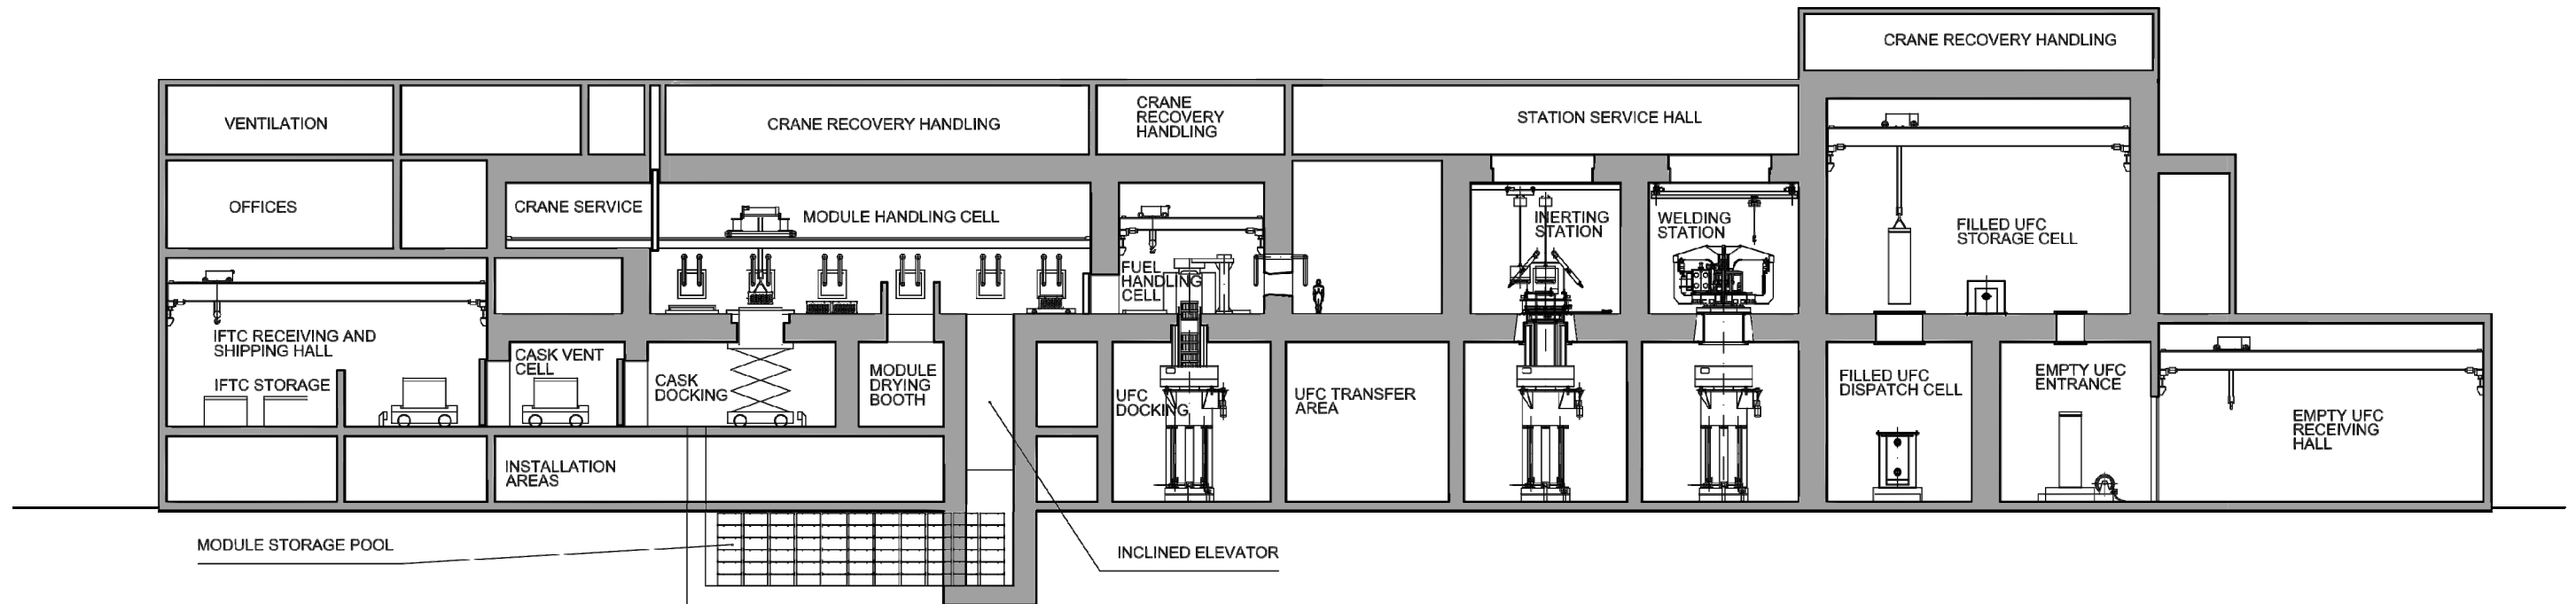 CRANE RECOVERY HANDLING
VENTILATION
CRANE RECOVERY HANDLING
CRANE
RECOVERY
HANDLING
STATION SERVICE HALL
OFFICES
CRANE SERVICE
MODULE HANDLING CELL
INERTING
STATION
WELDING
STATION
FILLED UFC
STORAGE CELL
FUEL
HANDLING
CELL
IFTC RECEIVING AND
SHIPPING HALL
IFTC STORAGE
CASK VENT
CELL
CASK
DOCKING
MODULE
DRYING
BOOTH
UFC
DOCKING
UFC TRANSFER
AREA
FILLED UFC
DISPATCH CELL
EMPTY UFC
ENTRANCE
EMPTY UFC
RECEIVING
HALL
INSTALLATION
AREAS
MODULE STORAGE POOL
INCLINED ELEVATOR